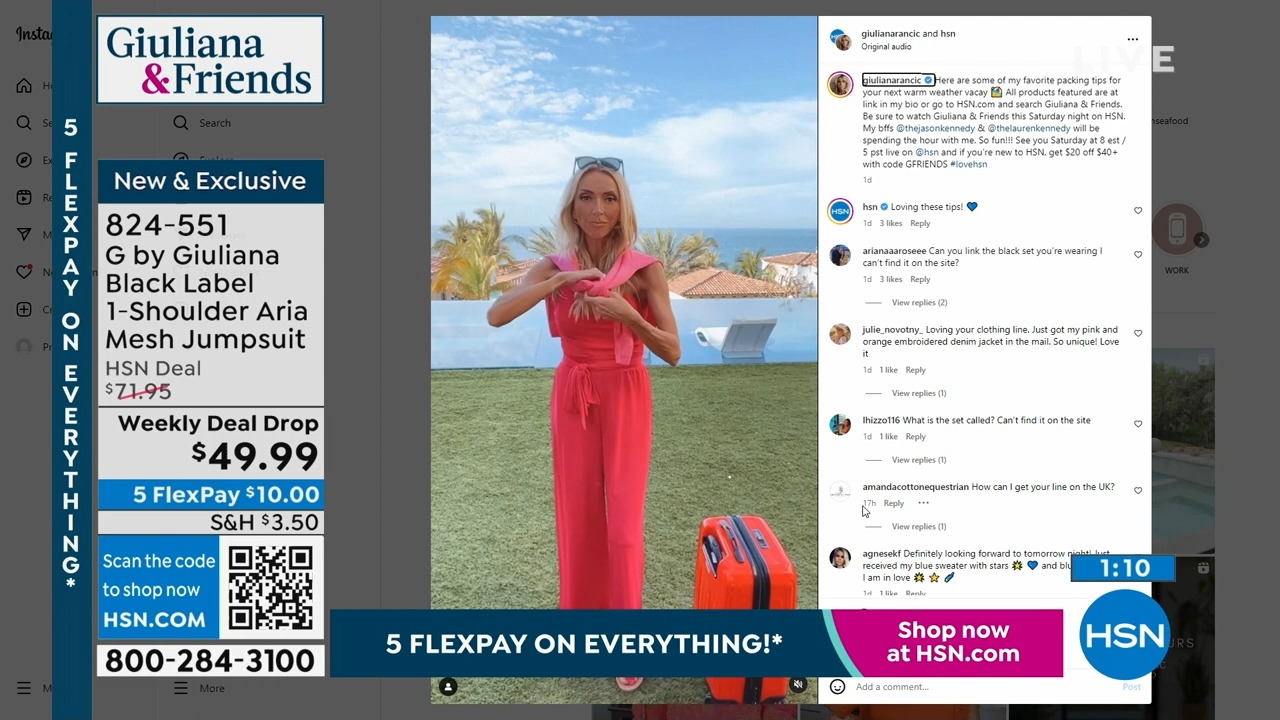 Giuliana
&Friends
5 FLEXPAY ON EVERYTHING*
New & Exclusive
824-551
G by Giuliana
Black Label
1-Shoulder Aria
Mesh Jumpsuit
HSN Deal
$71.95
Weekly Deal Drop
$49.99
5 FlexPay $10.00
S&H $3.50
Scan the code
to shop now
HSN.COM
800-284-3100
Insta
Search
More
giulianarancic and hsn
Original audio
LIVE
giulianarancic Here are some of my favorite packing tips for
your next warm weather vacay 🏖 All products featured are at
link in my bio or go to HSN.com and search Giuliana & Friends.
Be sure to watch Giuliana & Friends this Saturday night on HSN.
My bffs @thejasonkennedy & @thelaurenkennedy will be
spending the hour with me. So fun!!! See you Saturday at 8 est /
5 pst live on @hsn and if you're new to HSN, get $20 off $40+
with code GFRIENDS #lovehsn
1d
HSN
hsn Loving these tips! 💙
1d 3 likes Reply
arianaaaroseee Can you link the black set you're wearing I
can't find it on the site?
1d 3 likes Reply
View replies (2)
julie_novotny_ Loving your clothing line. Just got my pink and
orange embroidered denim jacket in the mail. So unique! Love
it
1d 1 like Reply
View replies (1)
lhizzo116 What is the set called? Can't find it on the site
1d 1 like Reply
View replies (1)
amandacottonequestrian How can I get your line on the UK?
17h Reply •••
View replies (1)
agnesekf Definitely looking forward to tomorrow night! Just
received my blue sweater with stars 🌟 💙 and blu
I am in love 🌟 ⭐ 
1d 1 like Reply
Add a comment...
Post
seafood
WORK
1:10
5 FLEXPAY ON EVERYTHING!*
Shop now
at HSN.com
HSN